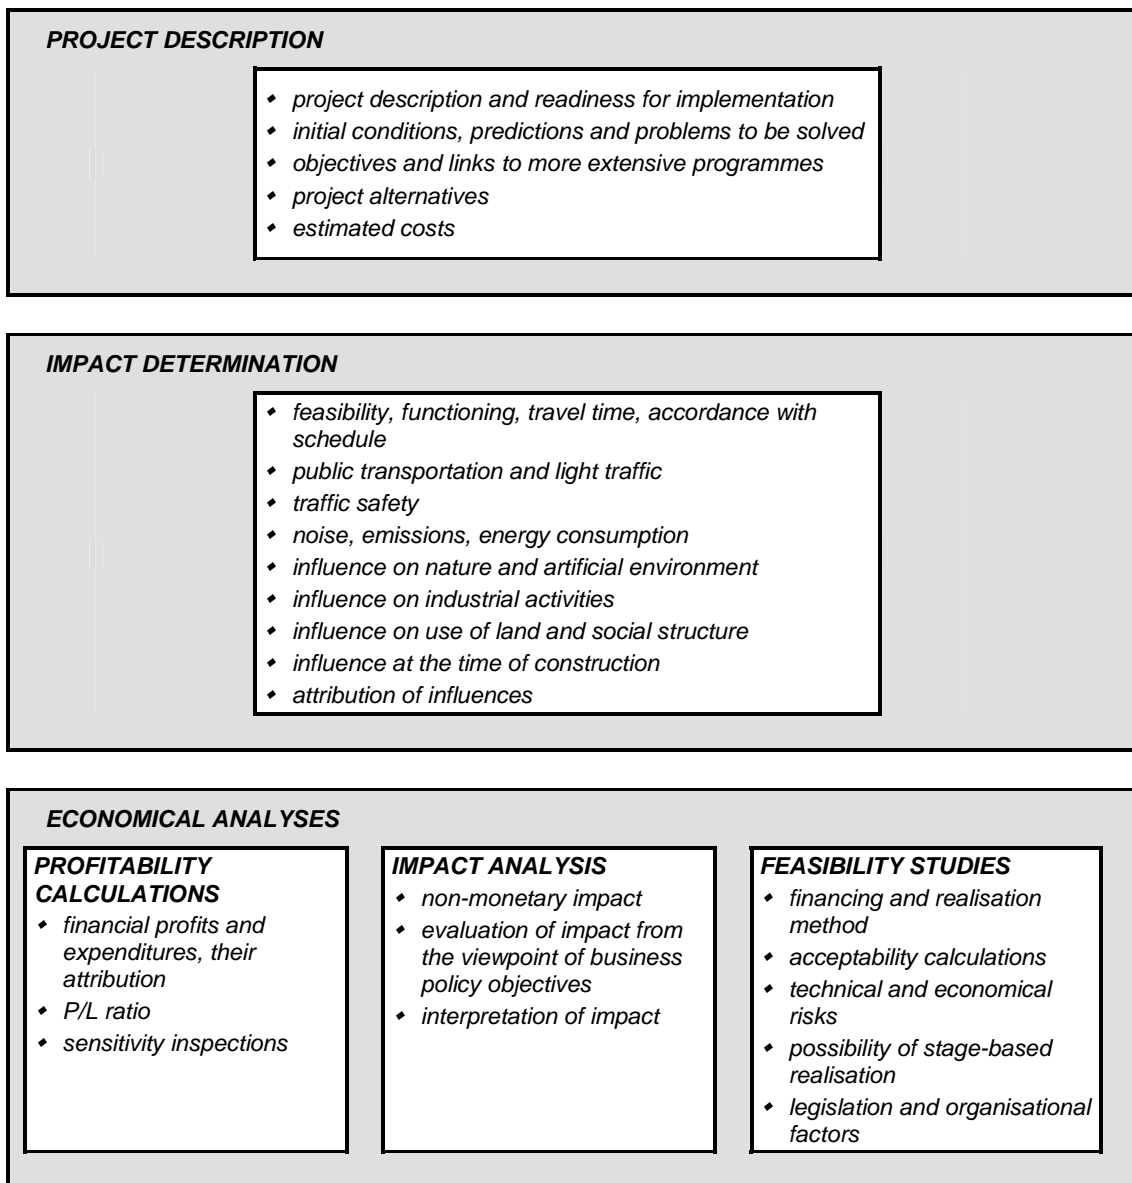 PROJECT DESCRIPTION
• project description and readiness for implementation
• initial conditions, predictions and problems to be solved
• objectives and links to more extensive programmes
• project alternatives
• estimated costs
IMPACT DETERMINATION
• feasibility, functioning, travel time, accordance with
schedule
• public transportation and light traffic
• traffic safety
• noise, emissions, energy consumption
• influence on nature and artificial environment
• influence on industrial activities
• influence on use of land and social structure
• influence at the time of construction
• attribution of influences
ECONOMICAL ANALYSES
PROFITABILITY
CALCULATIONS
• financial profits and
expenditures, their
attribution
• P/L ratio
• sensitivity inspections
IMPACT ANALYSIS
• non-monetary impact
• evaluation of impact from
the viewpoint of business
policy objectives
• interpretation of impact
FEASIBILITY STUDIES
• financing and realisation
method
• acceptability calculations
• technical and economical
risks
• possibility of stage-based
realisation
• legislation and organisational
factors